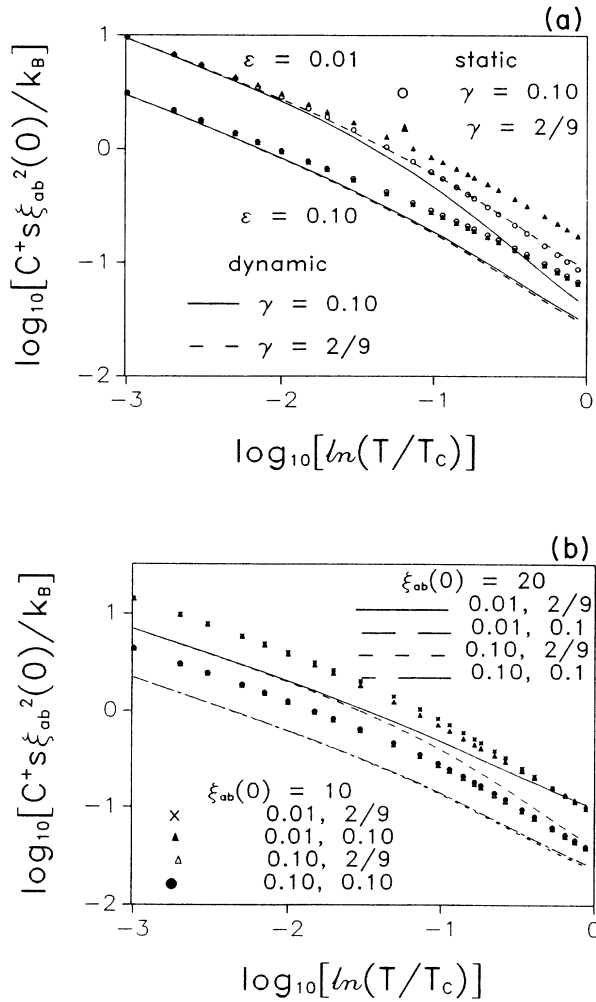 (a)
1
0
−1
−2
log₁₀[C⁺sξab²(0)/kB]
ε = 0.01
static
γ = 0.10
γ = 2/9
ε = 0.10
dynamic
γ = 0.10
γ = 2/9
−3
−2
−1
0
log₁₀[ln(T/TC)]
(b)
1
0
−1
−2
log₁₀[C⁺sξab²(0)/kB]
ξab(0) = 20
0.01, 2/9
0.01, 0.1
0.10, 2/9
0.10, 0.1
ξab(0) = 10
0.01, 2/9
0.01, 0.10
0.10, 2/9
0.10, 0.10
−3
−2
−1
0
log₁₀[ln(T/TC)]